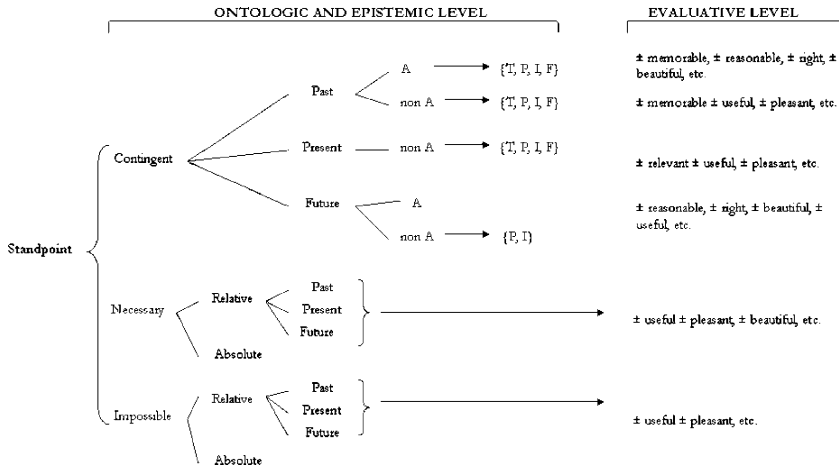 ONTOLOGIC AND EPISTEMIC LEVEL
EVALUATIVE LEVEL
Standpoint
Contingent
Past
A
{T, P, I, F}
± memorable, ± reasonable, ± right, ±
beautiful, etc.
non A
{T, P, I, F}
± memorable ± useful, ± pleasant, etc.
Present
non A
{T, P, I, F}
± relevant ± useful, ± pleasant, etc.
Future
A
± reasonable, ± right, ± beautiful, ±
useful, etc.
non A
{P, I}
Necessary
Relative
Past
Present
Future
± useful ± pleasant, ± beautiful, etc.
Absolute
Impossible
Relative
Past
Present
Future
± useful ± pleasant, etc.
Absolute